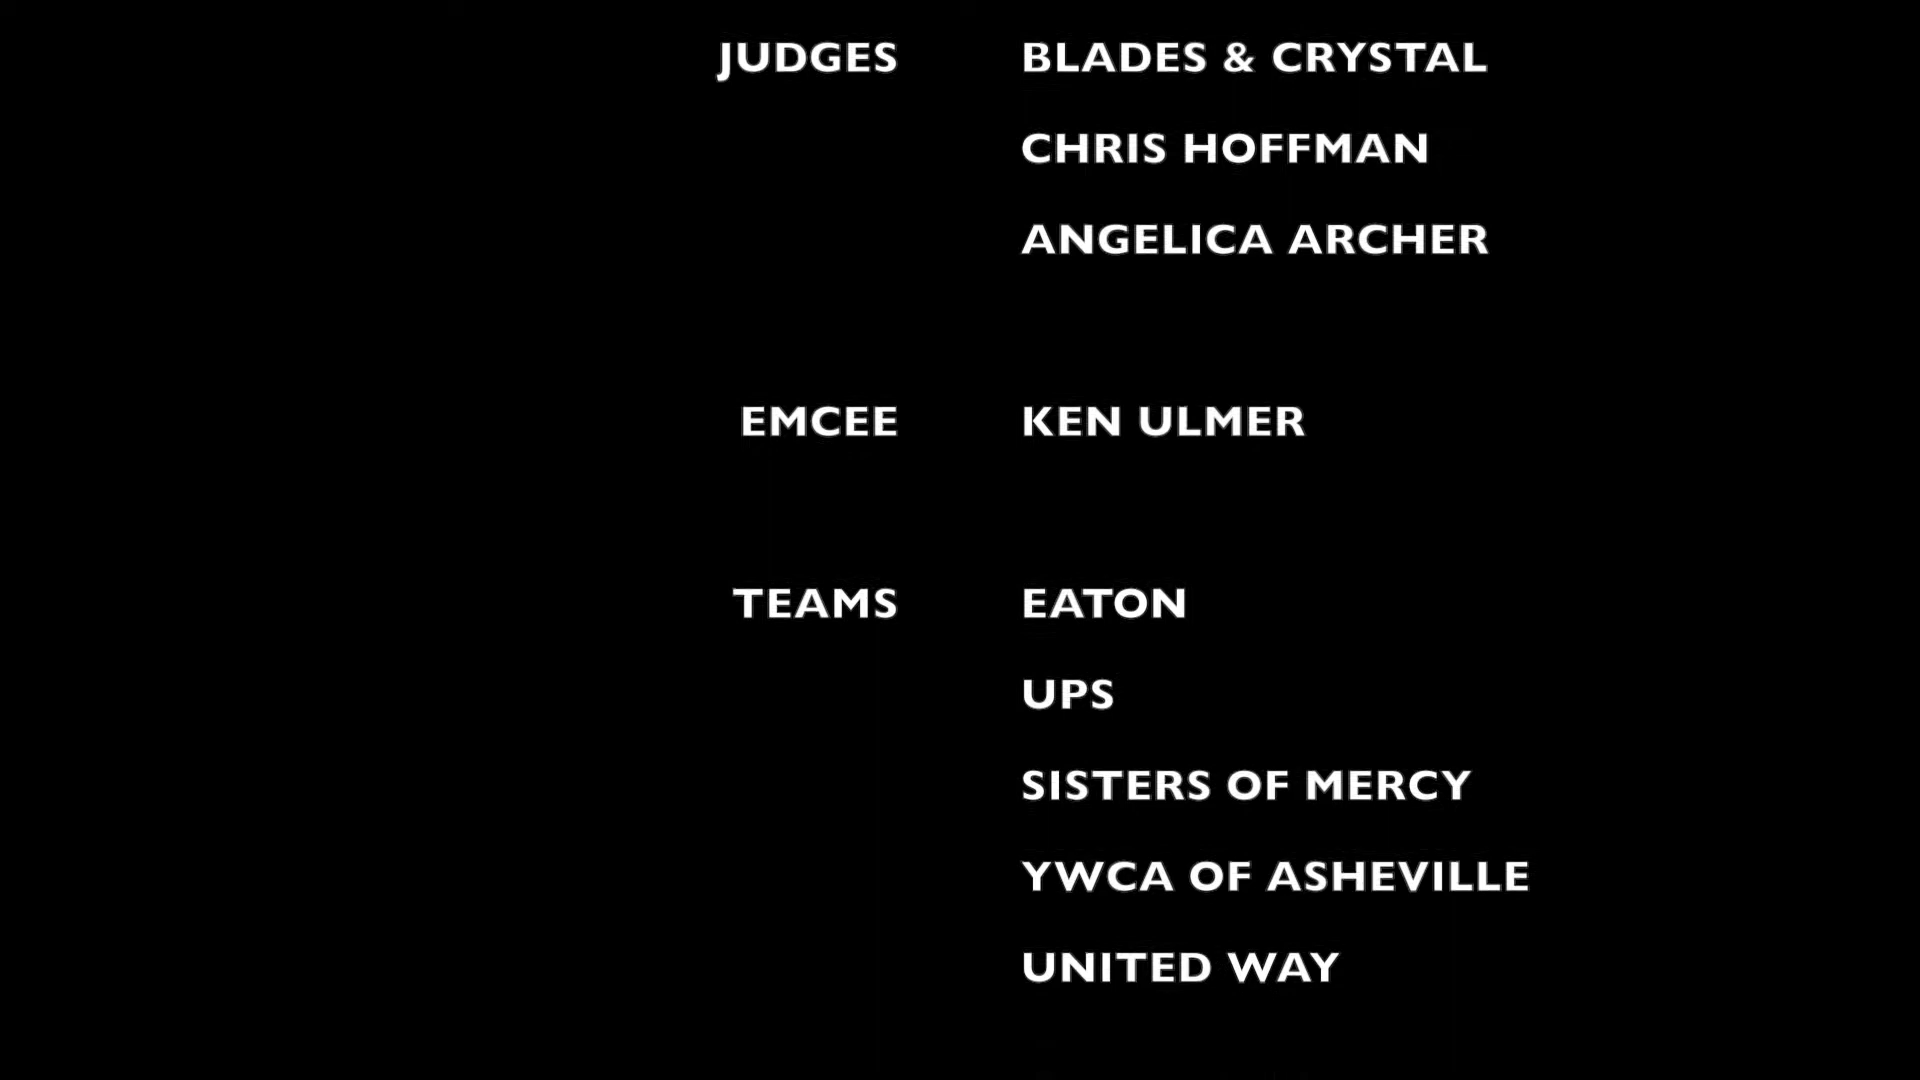 JUDGES BLADES & CRYSTAL
CHRIS HOFFMAN
ANGELICA ARCHER
EMCEE KEN ULMER
TEAMS EATON
UPS
SISTERS OF MERCY
YWCA OF ASHEVILLE
UNITED WAY